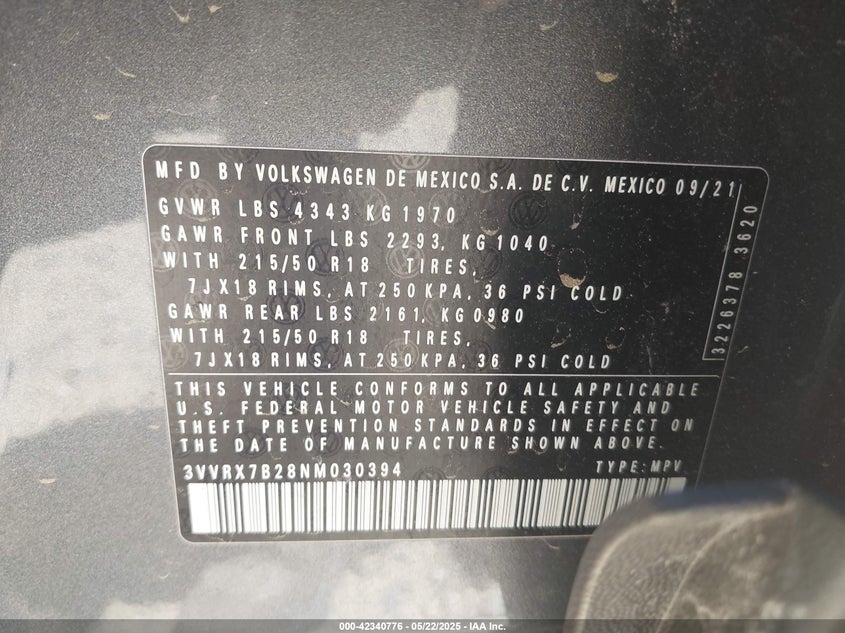 MFD BY VOLKSWAGEN DE MEXICO S.A. DE C.V. MEXICO 09/21
GVWR LBS 4343 KG 1970
GAWR FRONT LBS 2293, KG 1040
WITH 215/50 R18 TIRES,
7JX18 RIMS, AT 250 KPA, 36 PSI COLD
GAWR REAR LBS 2161, KG 0980
WITH 215/50 R18 TIRES,
7JX18 RIMS, AT 250 KPA, 36 PSI COLD
3226378 3620
THIS VEHICLE CONFORMS TO ALL APPLICABLE
U.S. FEDERAL MOTOR VEHICLE SAFETY AND
THEFT PREVENTION STANDARDS IN EFFECT ON
THE DATE OF MANUFACTURE SHOWN ABOVE.
3VVRX7B28NM030394 TYPE: MPV
000-42340776 - 05/22/2025 - IAA Inc.